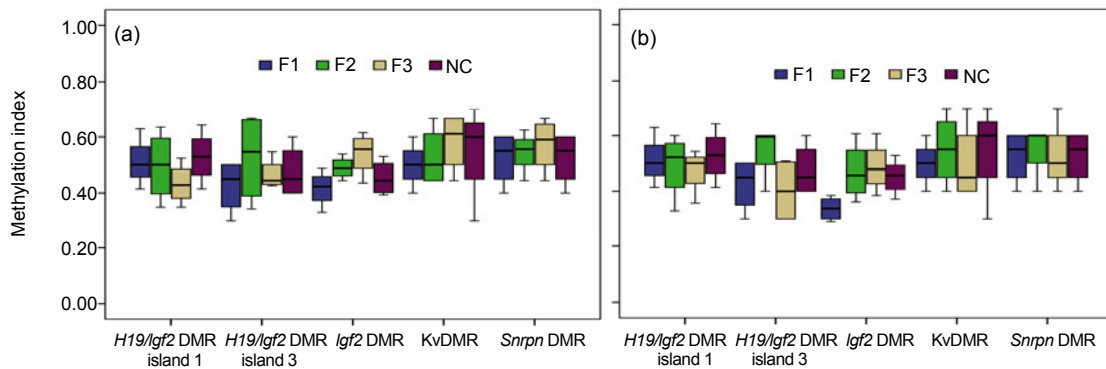 (a)
F1 F2 F3 NC
Methylation index
1.00
0.80
0.60
0.40
0.20
0.00
H19/Igf2 DMR island 1
H19/Igf2 DMR island 3
Igf2 DMR
KvDMR
Snrpn DMR
(b)
F1 F2 F3 NC
H19/Igf2 DMR island 1
H19/Igf2 DMR island 3
Igf2 DMR
KvDMR
Snrpn DMR